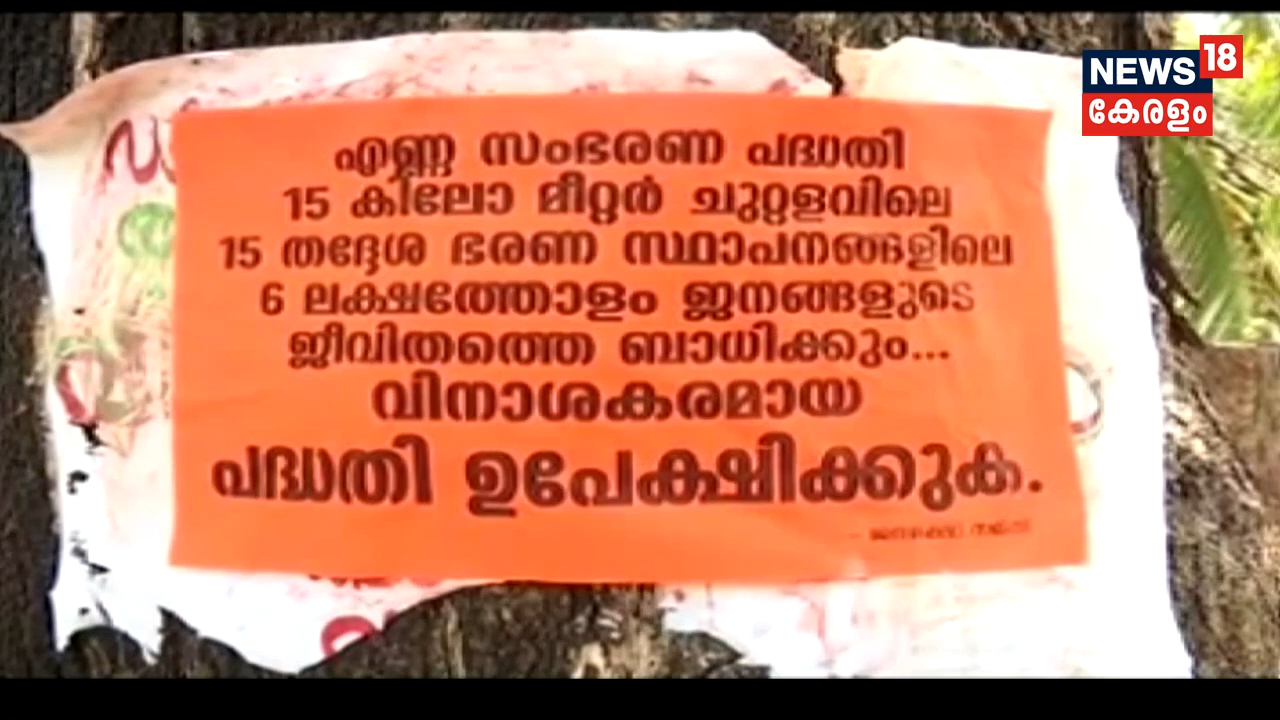 NEWS 18
കേരളം
എണ്ണ സംഭരണ പദ്ധതി
15 കിലോ മീറ്റർ ചുറ്റളവിലെ
15 തദ്ദേശ ഭരണ സ്ഥാപനങ്ങളിലെ
6 ലക്ഷത്തോളം ജനങ്ങളുടെ
ജീവിതത്തെ ബാധിക്കും...
വിനാശകരമായ
പദ്ധതി ഉപേക്ഷിക്കുക.